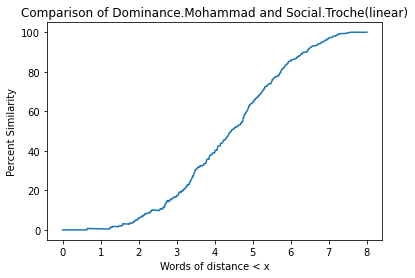 Comparison of Dominance.Mohammad and Social.Troche(linear)
100
80
60
40
20
0
Percent Similarity
0 1 2 3 4 5 6 7 8
Words of distance < x